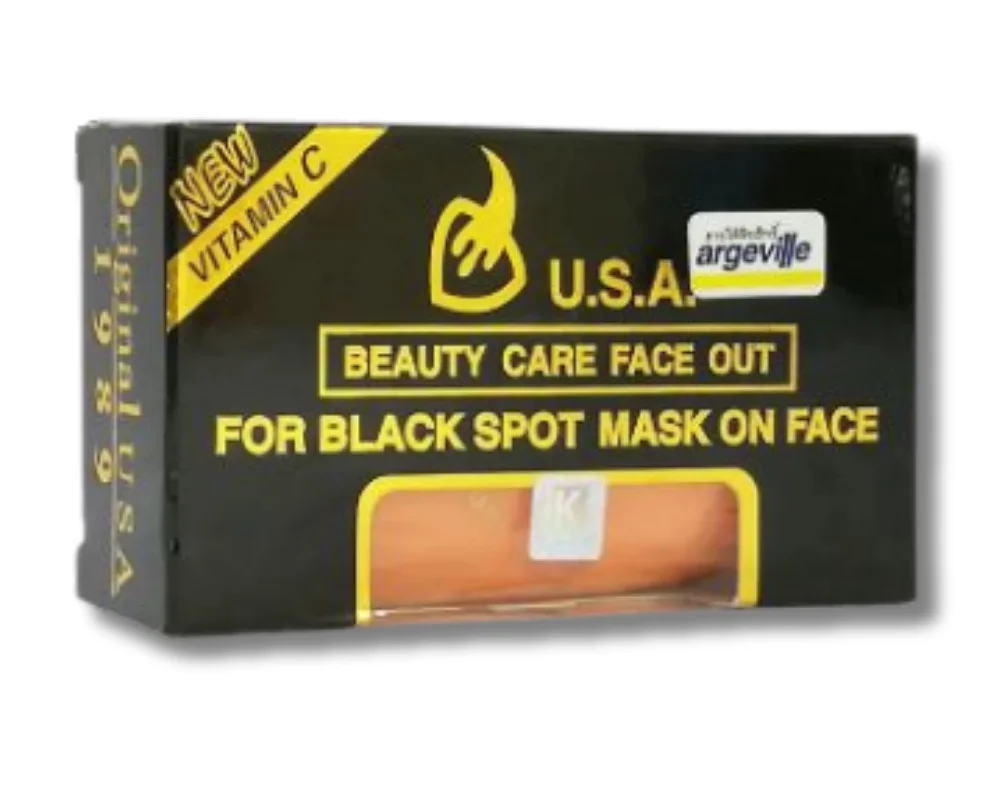 NEW
VITAMIN C
Original USA
1989
U.S.A.
argeville
BEAUTY CARE FACE OUT
FOR BLACK SPOT MASK ON FACE
K